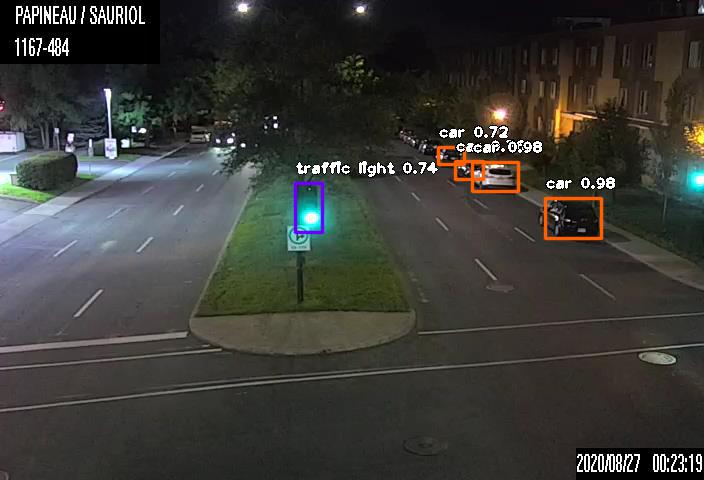 PAPINEAU / SAURIOL
1167-484
car 0.72
car 0.98
traffic light 0.74
car 0.98
2020/08/27 00:23:19